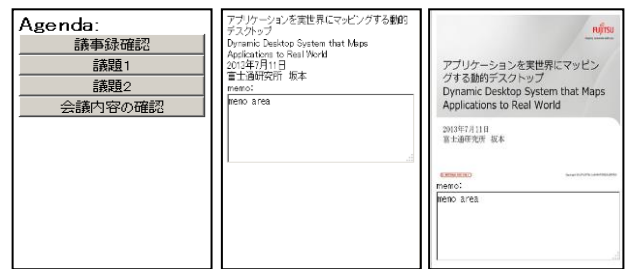 Agenda:
議事録確認
議題1
議題2
会議内容の確認
アプリケーションを実世界にマッピングする動的
デスクトップ
Dynamic Desktop System that Maps
Applications to Real World
2013年7月11日
富士通研究所 坂本
memo:
memo area
FUJITSU
アプリケーションを実世界にマッピン
グする動的デスクトップ
Dynamic Desktop System that Maps
Applications to Real World
2013年7月11日
富士通研究所 坂本
memo:
memo area